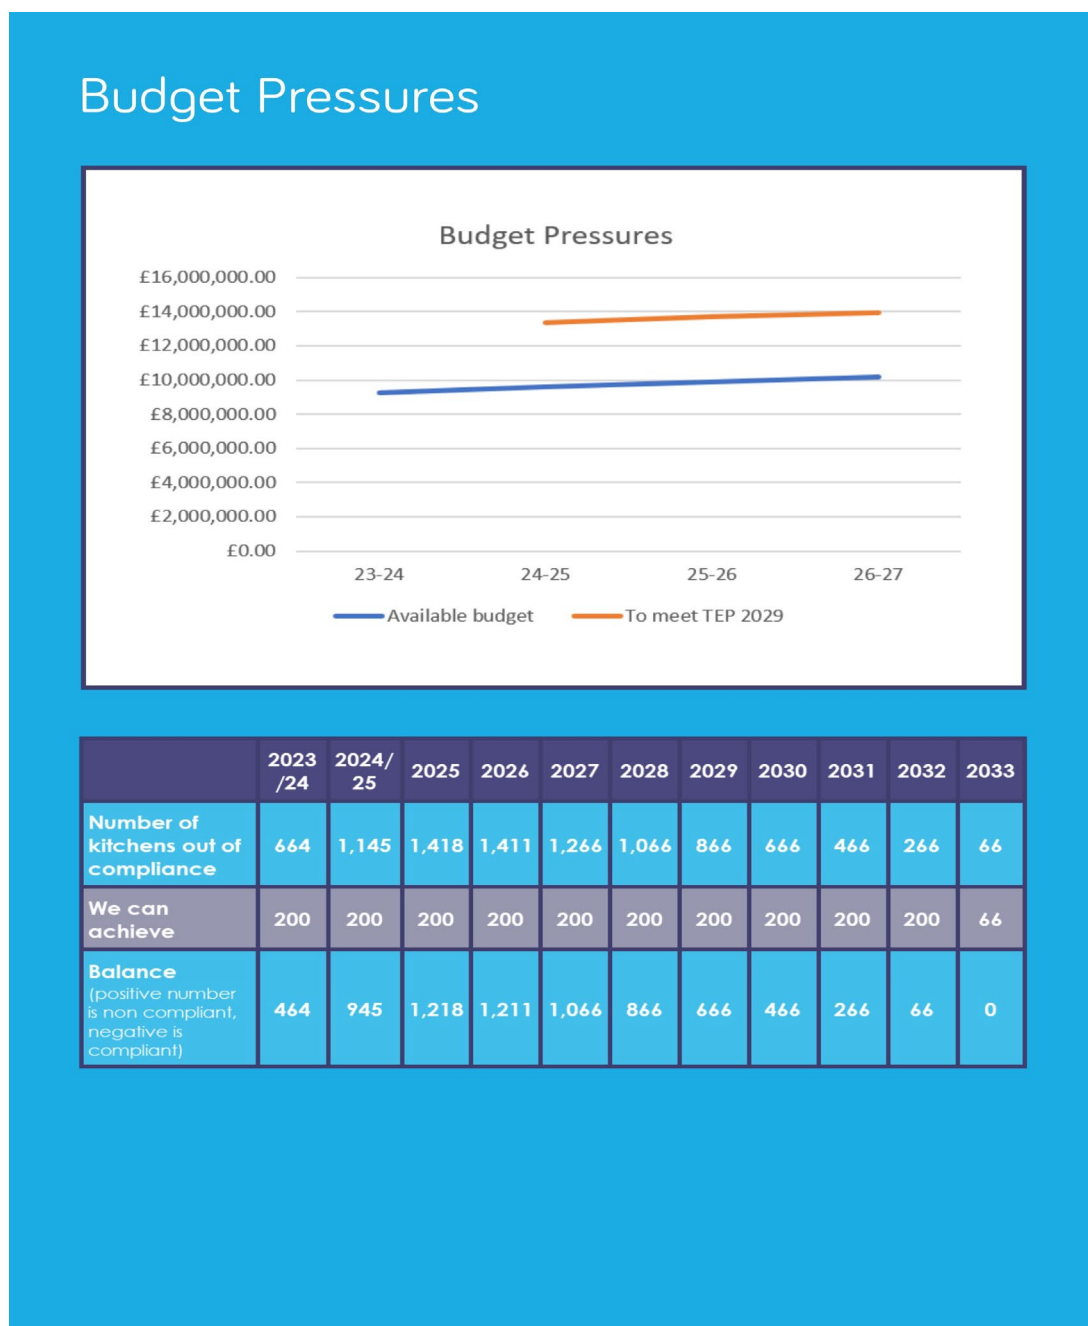 Budget Pressures
Budget Pressures
£16,000,000.00
£14,000,000.00
£12,000,000.00
£10,000,000.00
£8,000,000.00
£6,000,000.00
£4,000,000.00
£2,000,000.00
£0.00
23-24 24-25 25-26 26-27
Available budget To meet TEP 2029
2023 /24 2024/ 25 2025 2026 2027 2028 2029 2030 2031 2032 2033
Number of
kitchens out of
compliance
664 1,145 1,418 1,411 1,266 1,066 866 666 466 266 66
We can
achieve
200 200 200 200 200 200 200 200 200 200 66
Balance
(positive number
is non compliant,
negative is
compliant)
464 945 1,218 1,211 1,066 866 666 466 266 66 0